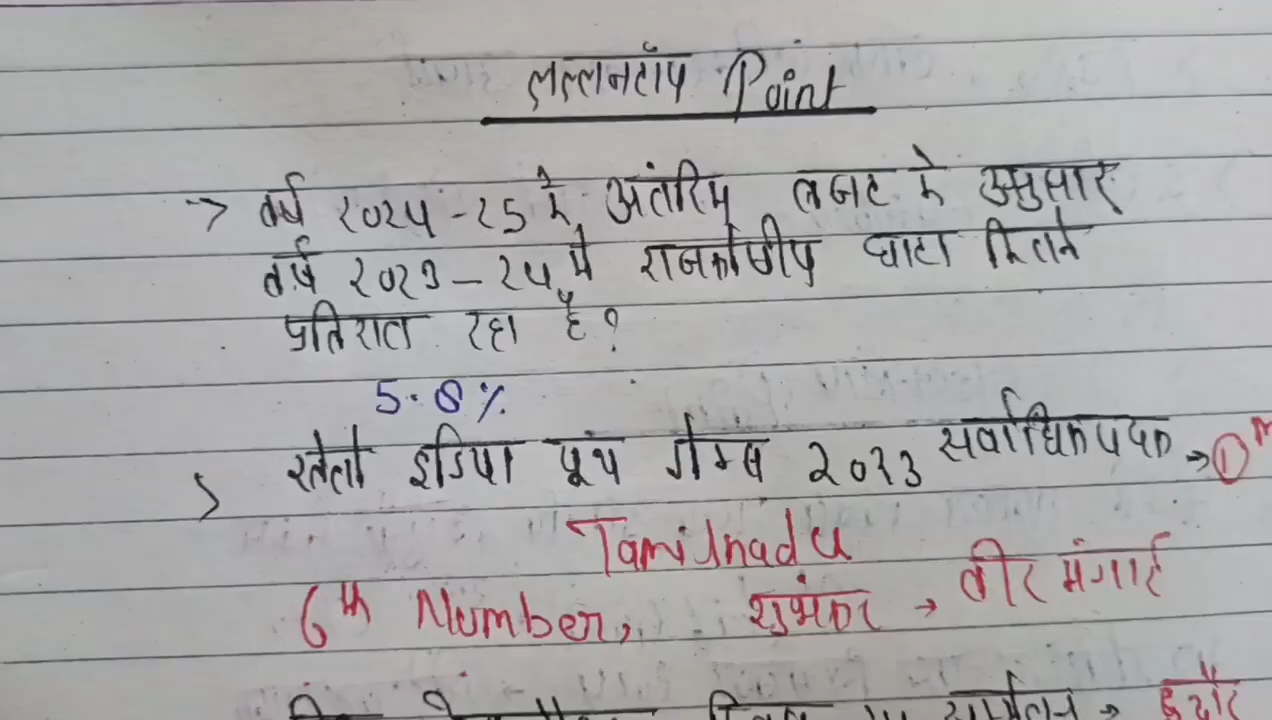 लल्लनटॉप Point
-> वर्ष 2024-25 के अंतरिम बजट के अनुसार
वर्ष 2023-24 में राजकोषीय घाटा कितने
प्रतिशत रहा है?
5.8%
> खेलो इंडिया यूथ गेम्स 2023 सर्वाधिक पदक → ① M
Tamilnadu
6th Number, शुभंकर → वीर मंगाई